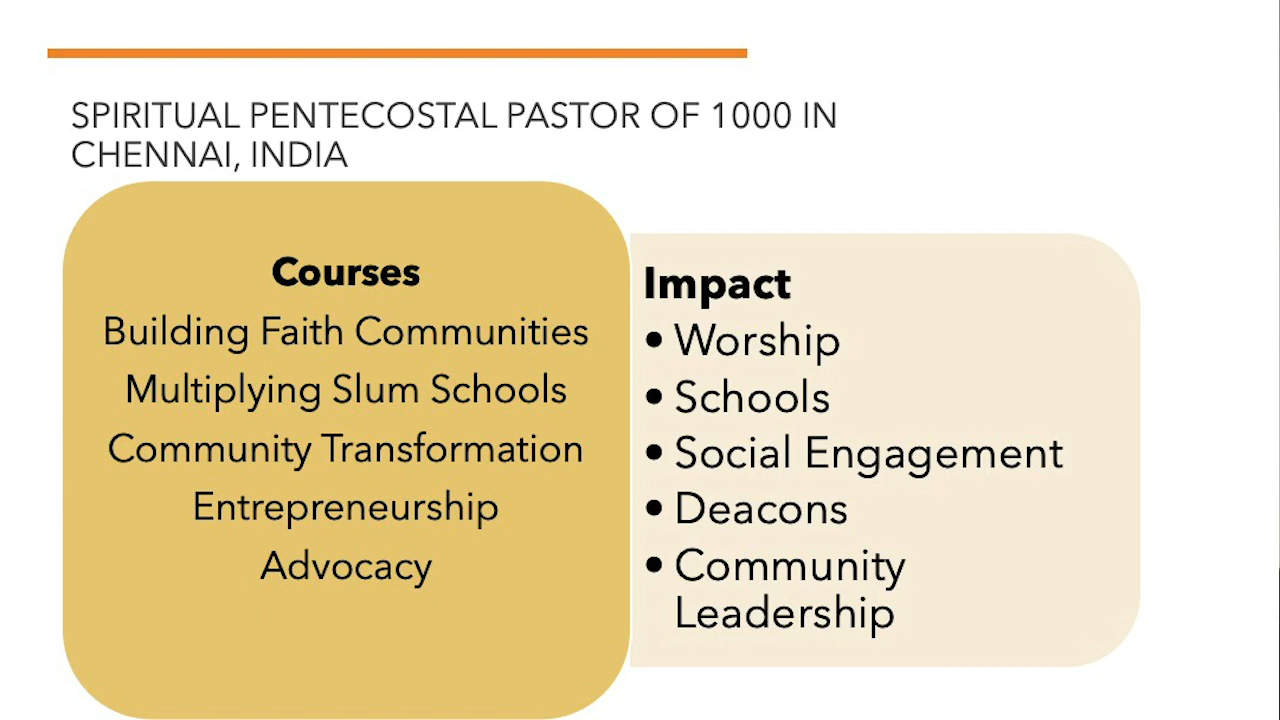 SPIRITUAL PENTECOSTAL PASTOR OF 1000 IN
CHENNAI, INDIA
Courses
Building Faith Communities
Multiplying Slum Schools
Community Transformation
Entrepreneurship
Advocacy
Impact
• Worship
• Schools
• Social Engagement
• Deacons
• Community
Leadership